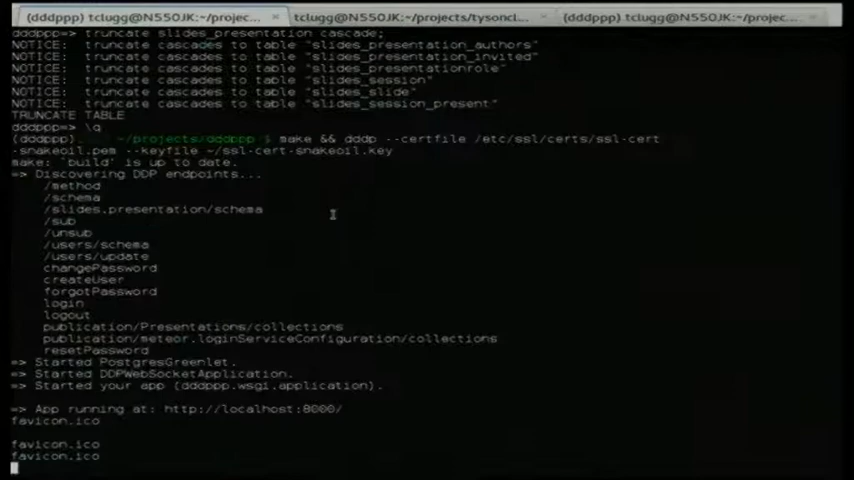 (dddppp) tclugg@N550JK:~/projec... × tclugg@N550JK:~/projects/tysoncl... × (dddppp) tclugg@N550JK:~/projec... ×
dddppp=> truncate slides_presentation cascade;
NOTICE:  truncate cascades to table "slides_presentation_authors"
NOTICE:  truncate cascades to table "slides_presentation_invited"
NOTICE:  truncate cascades to table "slides_presentationrole"
NOTICE:  truncate cascades to table "slides_session"
NOTICE:  truncate cascades to table "slides_slide"
NOTICE:  truncate cascades to table "slides_session_present"
TRUNCATE TABLE
dddppp=> \q
(dddppp) ~/projects/dddppp $ make && dddp --certfile /etc/ssl/certs/ssl-cert
-snakeoil.pem --keyfile ~/ssl-cert-snakeoil.key
make: `build' is up to date.
=> Discovering DDP endpoints...
/method
/schema
/slides.presentation/schema
/sub
/unsub
/users/schema
/users/update
changePassword
createUser
forgotPassword
login
logout
publication/Presentations/collections
publication/meteor.loginServiceConfiguration/collections
resetPassword
=> Started PostgresGreenlet.
=> Started DDPWebSocketApplication.
=> Started your app (dddppp.wsgi.application).
=> App running at: http://localhost:8000/
favicon.ico
favicon.ico
favicon.ico